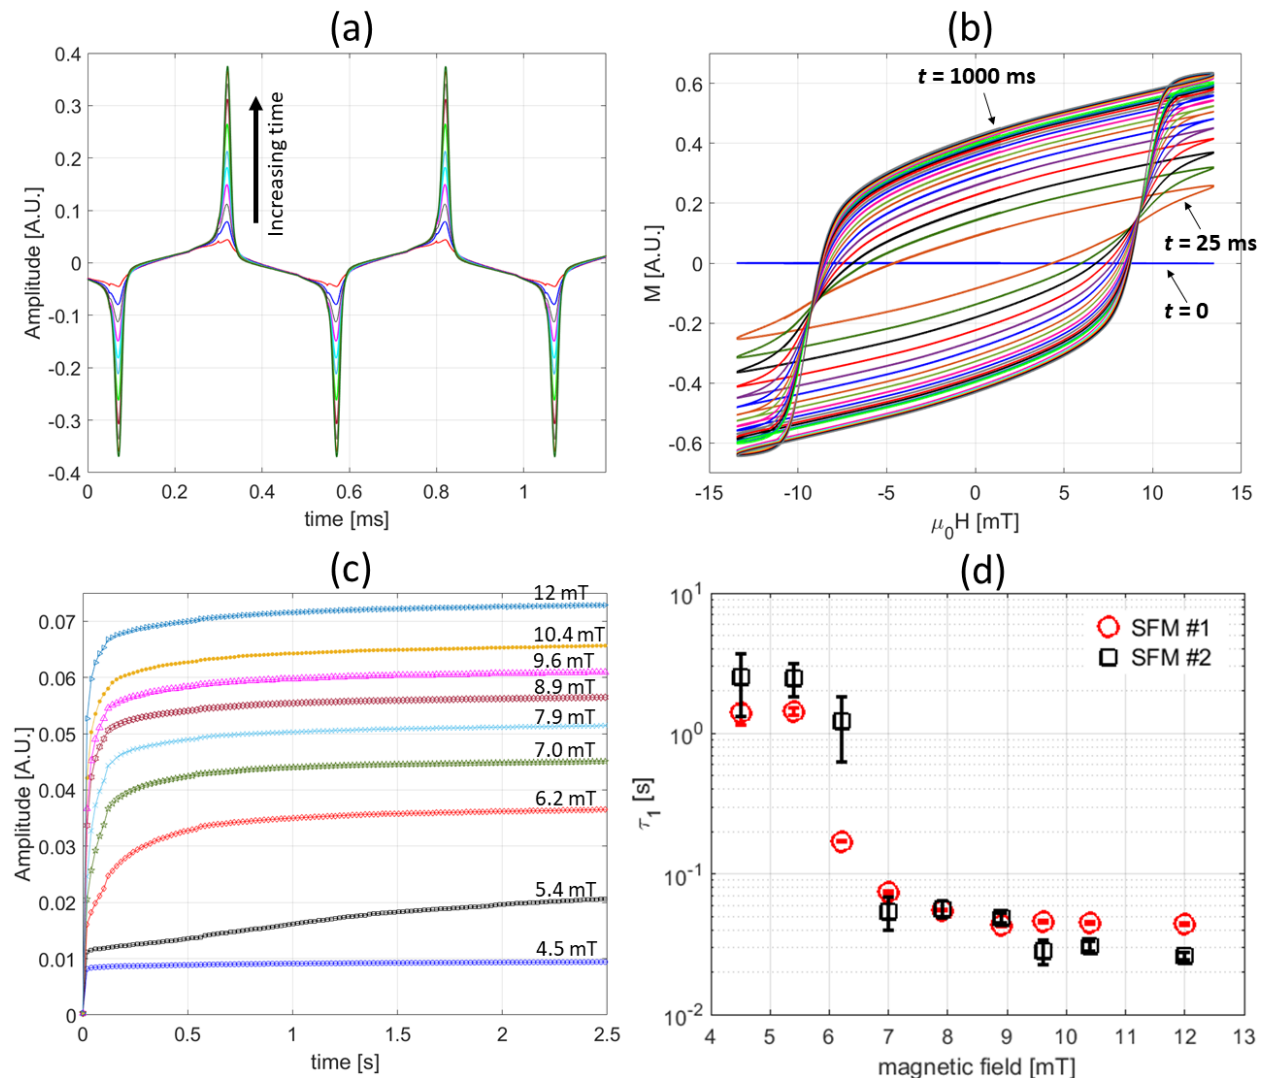 (a)
0.4
0.3
0.2
0.1
0
-0.1
-0.2
-0.3
-0.4
Amplitude [A.U.]
Increasing time
0 0.2 0.4 0.6 0.8 1
time [ms]
(b)
0.6
0.4
0.2
0
-0.2
-0.4
-0.6
M [A.U.]
t = 1000 ms
t = 25 ms
t = 0
-15 -10 -5 0 5 10 15
μ₀H [mT]
(c)
0.07
0.06
0.05
0.04
0.03
0.02
0.01
0
Amplitude [A.U.]
12 mT
10.4 mT
9.6 mT
8.9 mT
7.9 mT
7.0 mT
6.2 mT
5.4 mT
4.5 mT
0 0.5 1 1.5 2 2.5
time [s]
(d)
10¹
10⁰
10⁻¹
10⁻²
τ₁ [s]
SFM #1
SFM #2
4 5 6 7 8 9 10 11 12 13
magnetic field [mT]